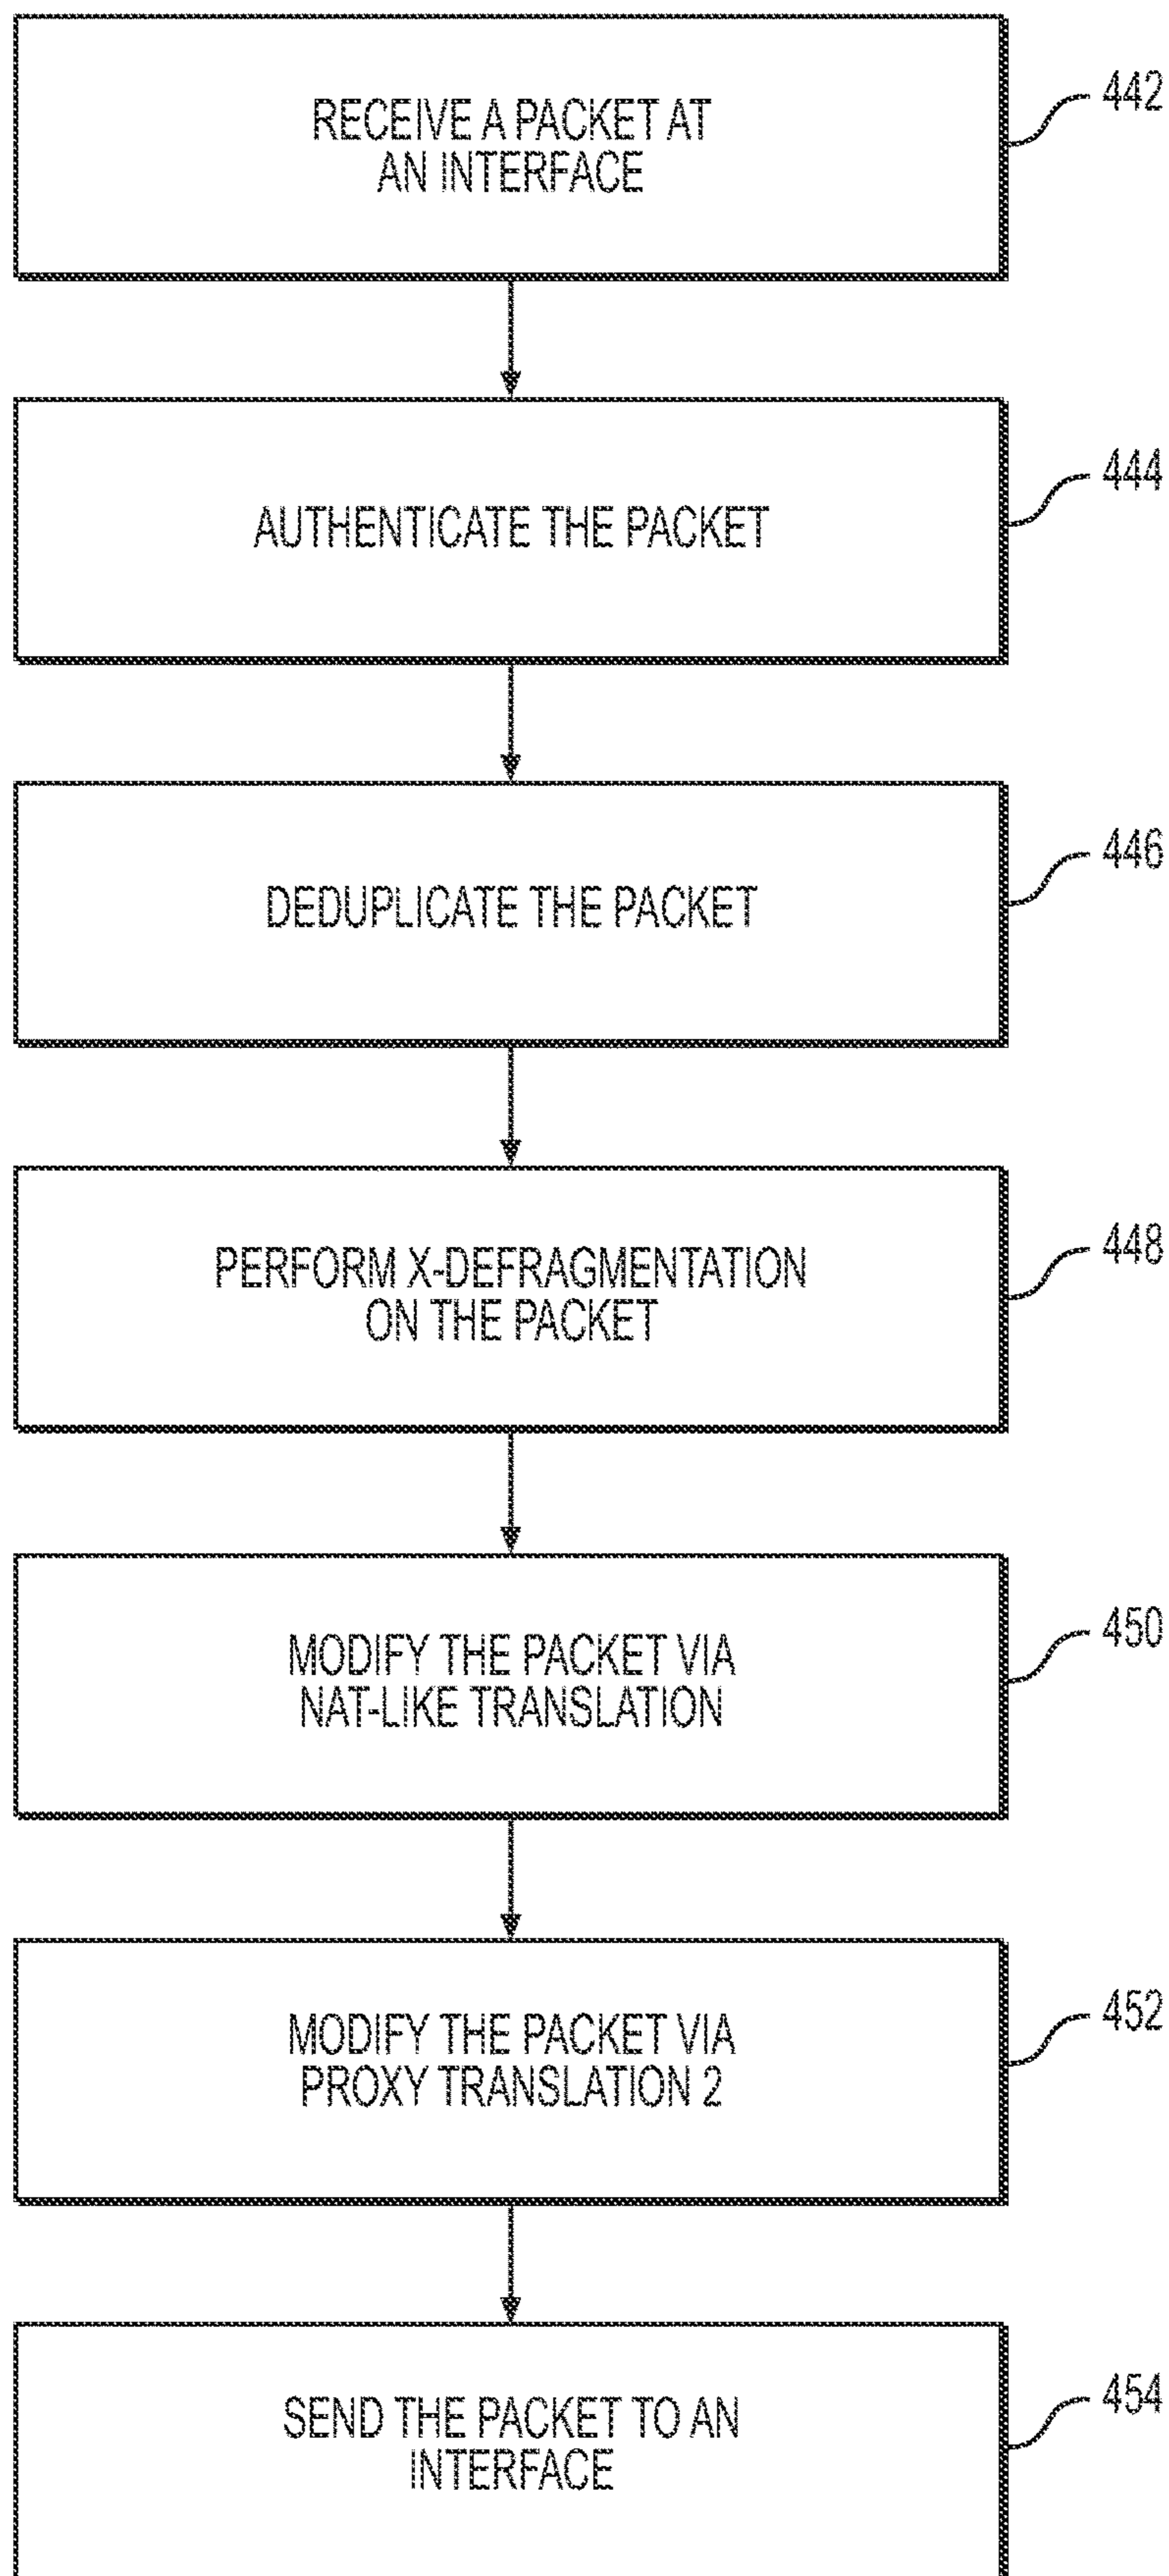 RECEIVE A PACKET AT
AN INTERFACE
442
AUTHENTICATE THE PACKET
444
DEDUPLICATE THE PACKET
446
PERFORM X-DEFRAGMENTATION
ON THE PACKET
448
MODIFY THE PACKET VIA
NAT-LIKE TRANSLATION
450
MODIFY THE PACKET VIA
PROXY TRANSLATION 2
452
SEND THE PACKET TO AN
INTERFACE
454